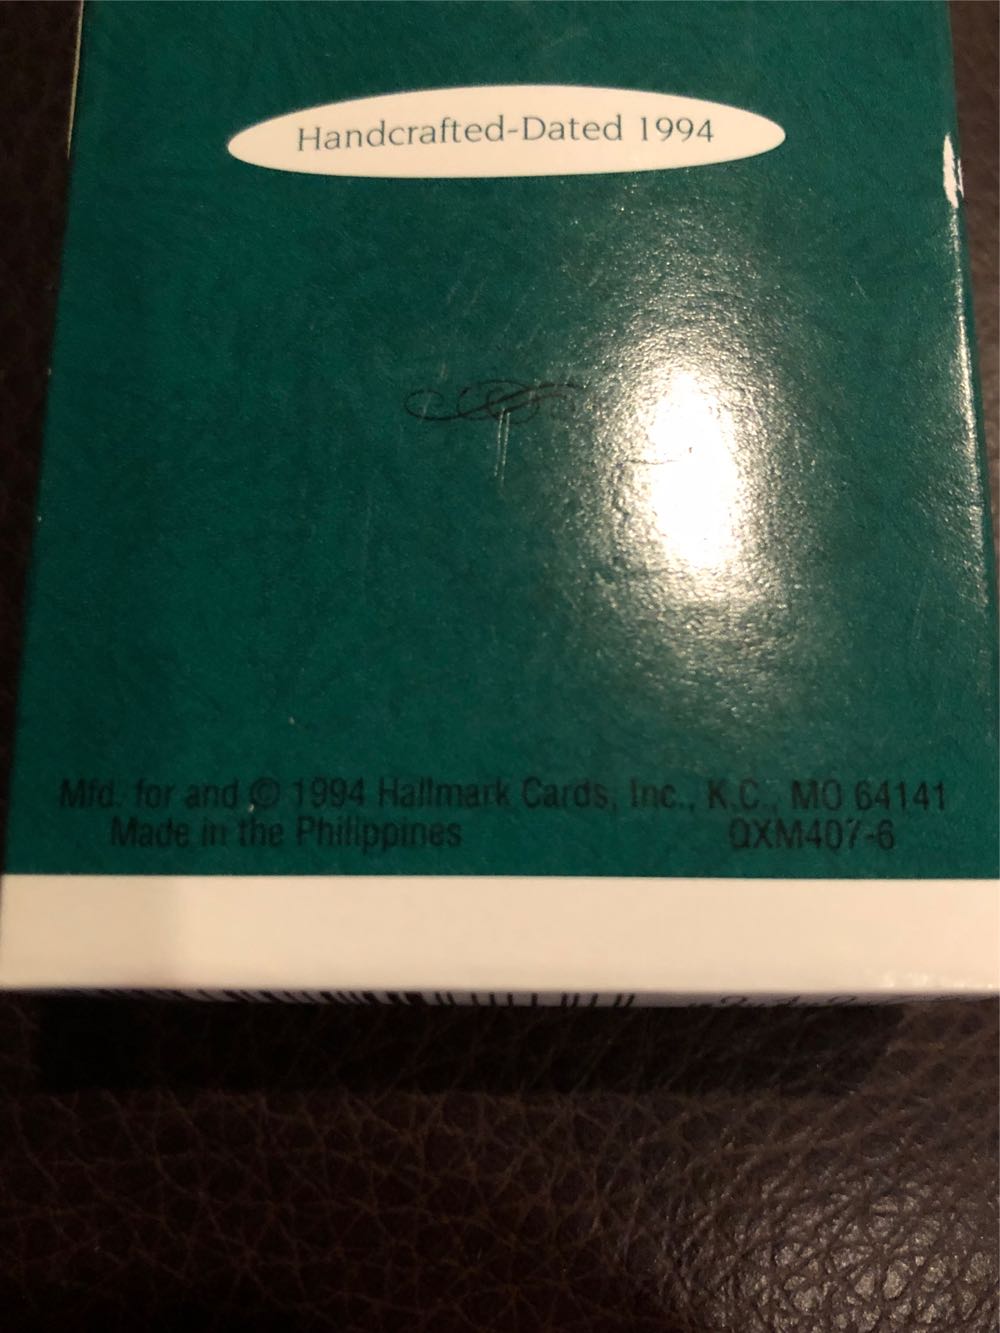 Handcrafted-Dated 1994
Mfd. for and © 1994 Hallmark Cards, Inc., K.C., MO 64141
Made in the Philippines QXM407-6